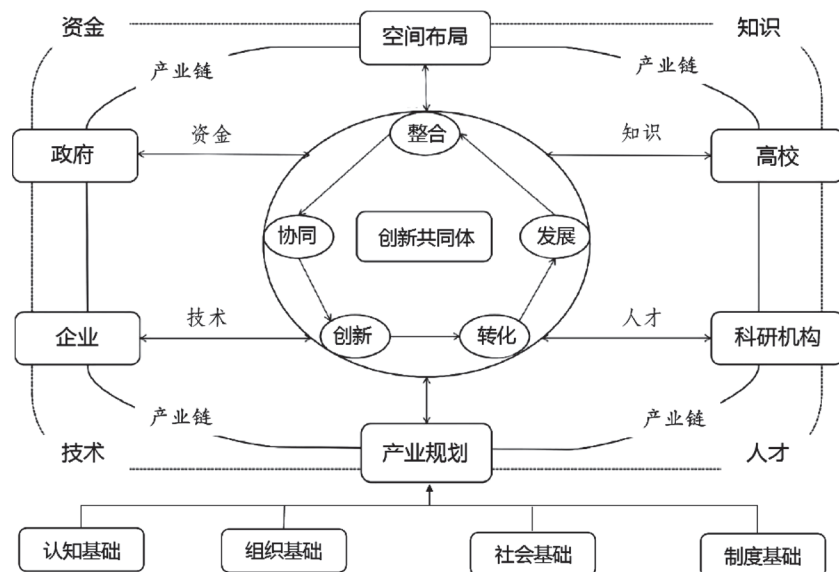 资金
空间布局
知识
产业链
产业链
政府
资金
整合
知识
高校
协同
创新共同体
发展
企业
技术
创新
转化
人才
科研机构
产业链
产业链
技术
产业规划
人才
认知基础
组织基础
社会基础
制度基础